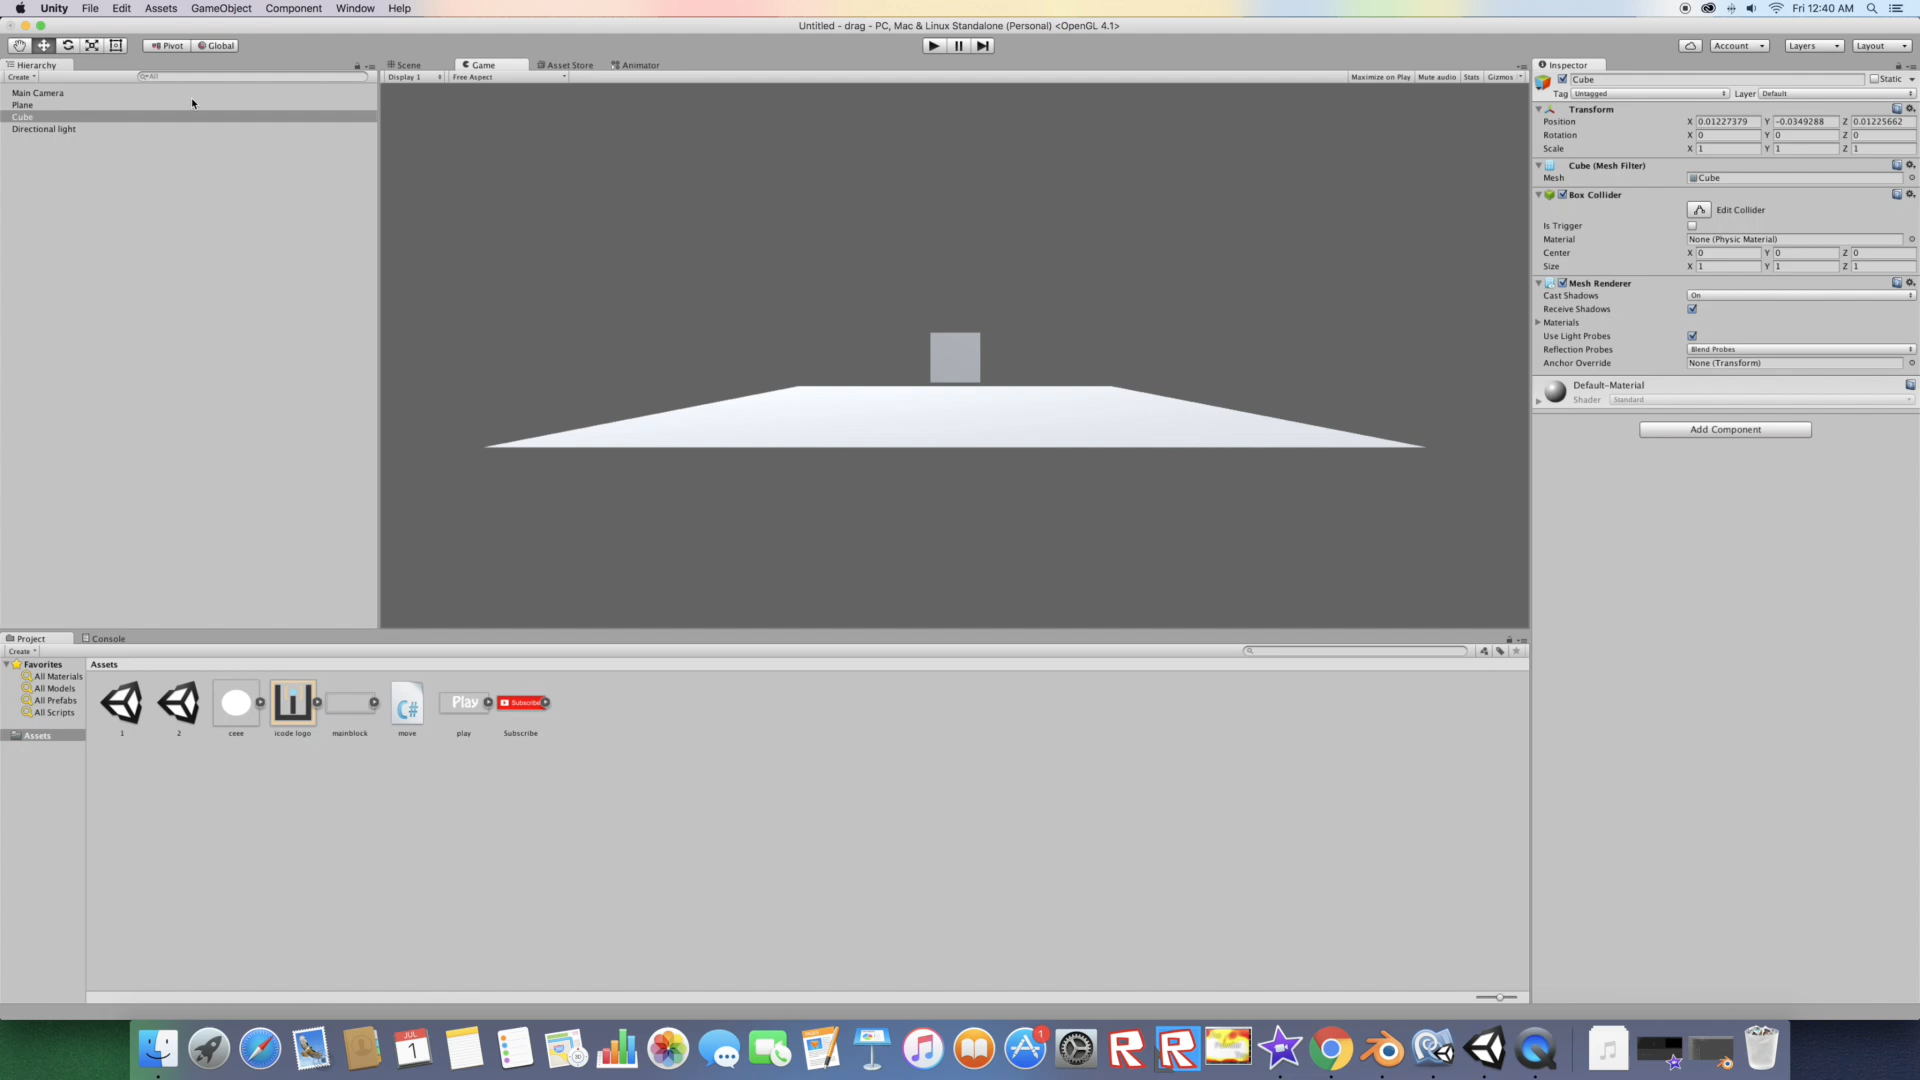 Unity File Edit Assets GameObject Component Window Help Fri 12:40 AM
Untitled - drag - PC, Mac & Linux Standalone (Personal) <OpenGL 4.1>
Pivot Global Account Layers Layout
Hierarchy Scene Game Asset Store Animator Inspector
Create All Display 1 Free Aspect Maximize on Play Mute audio Stats Gizmos Cube Static
Main Camera
Plane
Cube
Directional light
Tag Untagged Layer Default
Transform
Position X 0.01227379 Y -0.0349288 Z 0.01225662
Rotation X 0 Y 0 Z 0
Scale X 1 Y 1 Z 1
Cube (Mesh Filter)
Mesh Cube
Box Collider
Edit Collider
Is Trigger
Material None (Physic Material)
Center X 0 Y 0 Z 0
Size X 1 Y 1 Z 1
Mesh Renderer
Cast Shadows On
Receive Shadows
Materials
Use Light Probes
Reflection Probes Blend Probes
Anchor Override None (Transform)
Default-Material
Shader Standard
Add Component
Project Console
Create
Favorites Assets
All Materials
All Models
All Prefabs
All Scripts
Assets
C# Play Subscribe
1 2 ceee icode logo mainblock move play Subscribe
JUL
1
3D
1